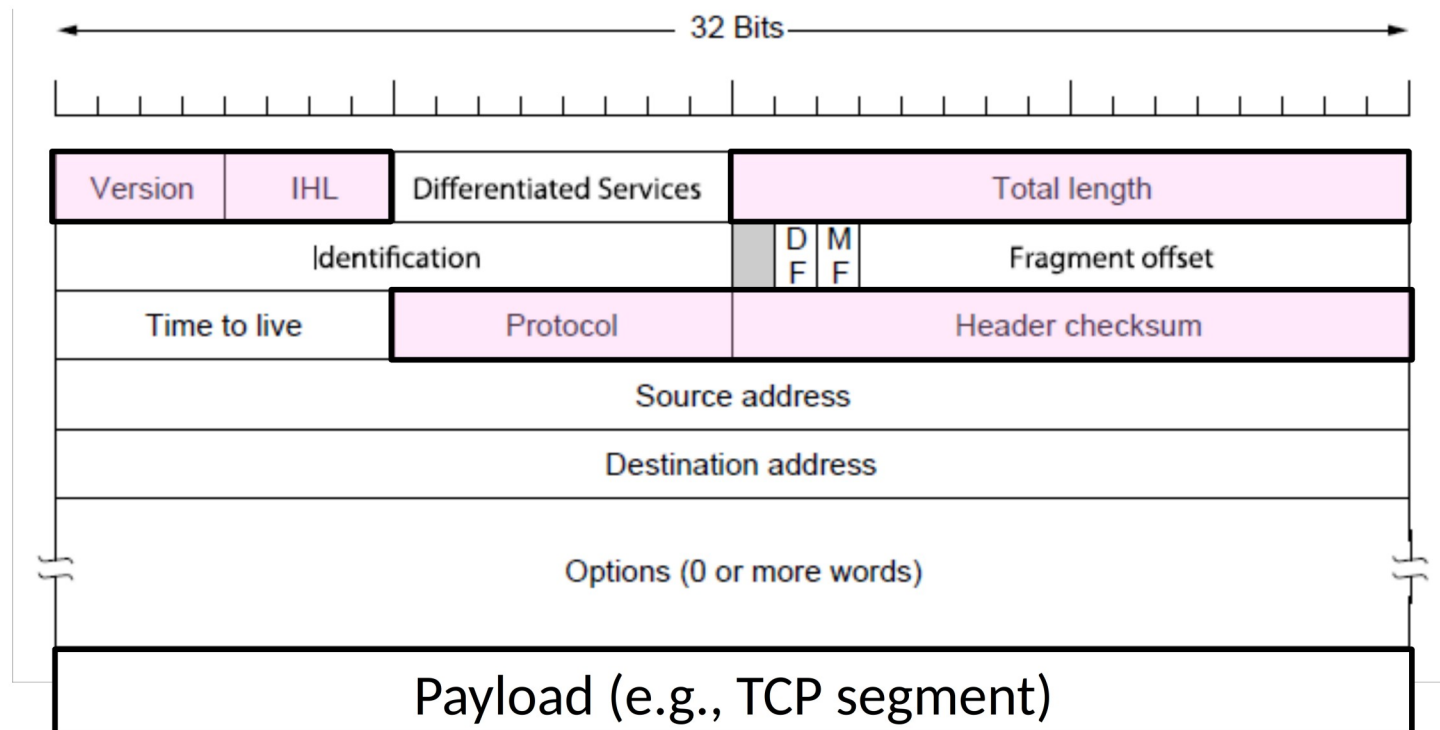 32 Bits
Version IHL Differentiated Services Total length
Identification D F M F Fragment offset
Time to live Protocol Header checksum
Source address
Destination address
Options (0 or more words)
Payload (e.g., TCP segment)